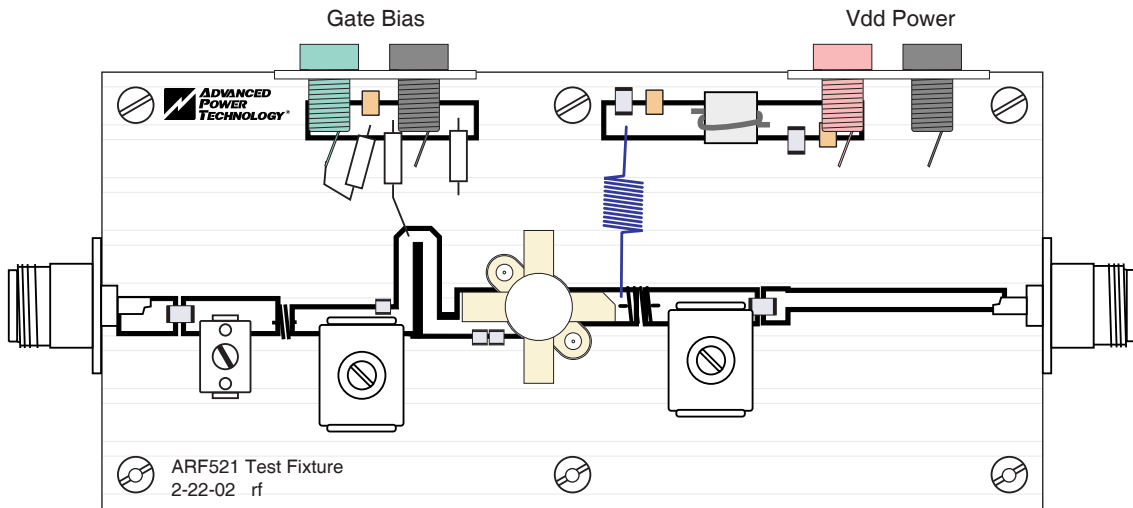 Gate Bias
Vdd Power
ADVANCED
POWER
TECHNOLOGY®
ARF521 Test Fixture
2-22-02 rf